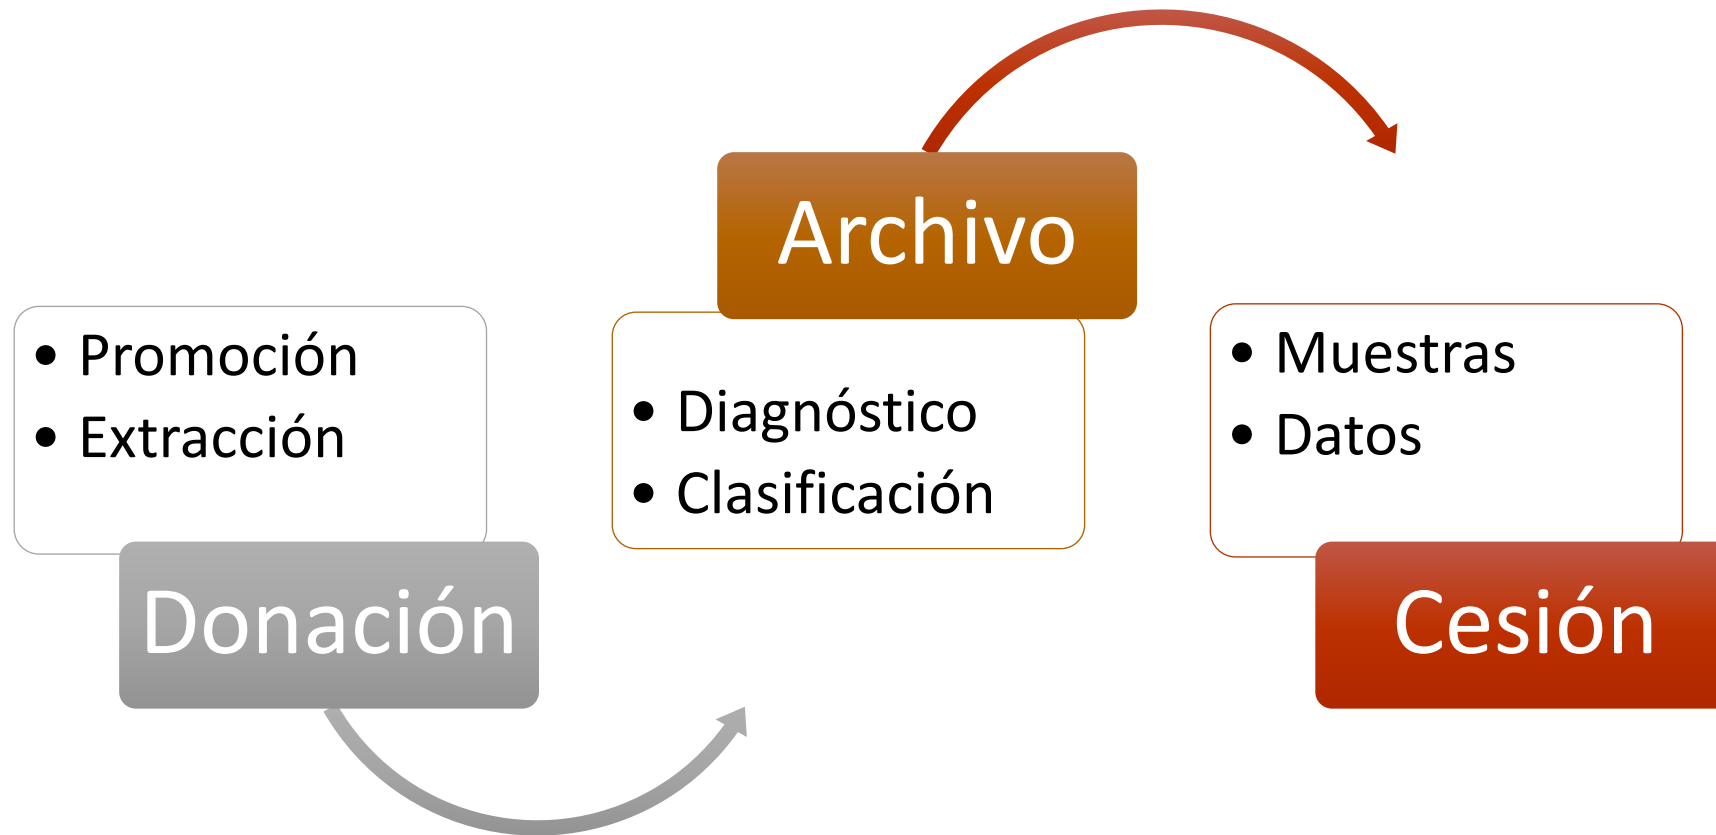 • Promoción
• Extracción
Donación
Archivo
• Diagnóstico
• Clasificación
• Muestras
• Datos
Cesión